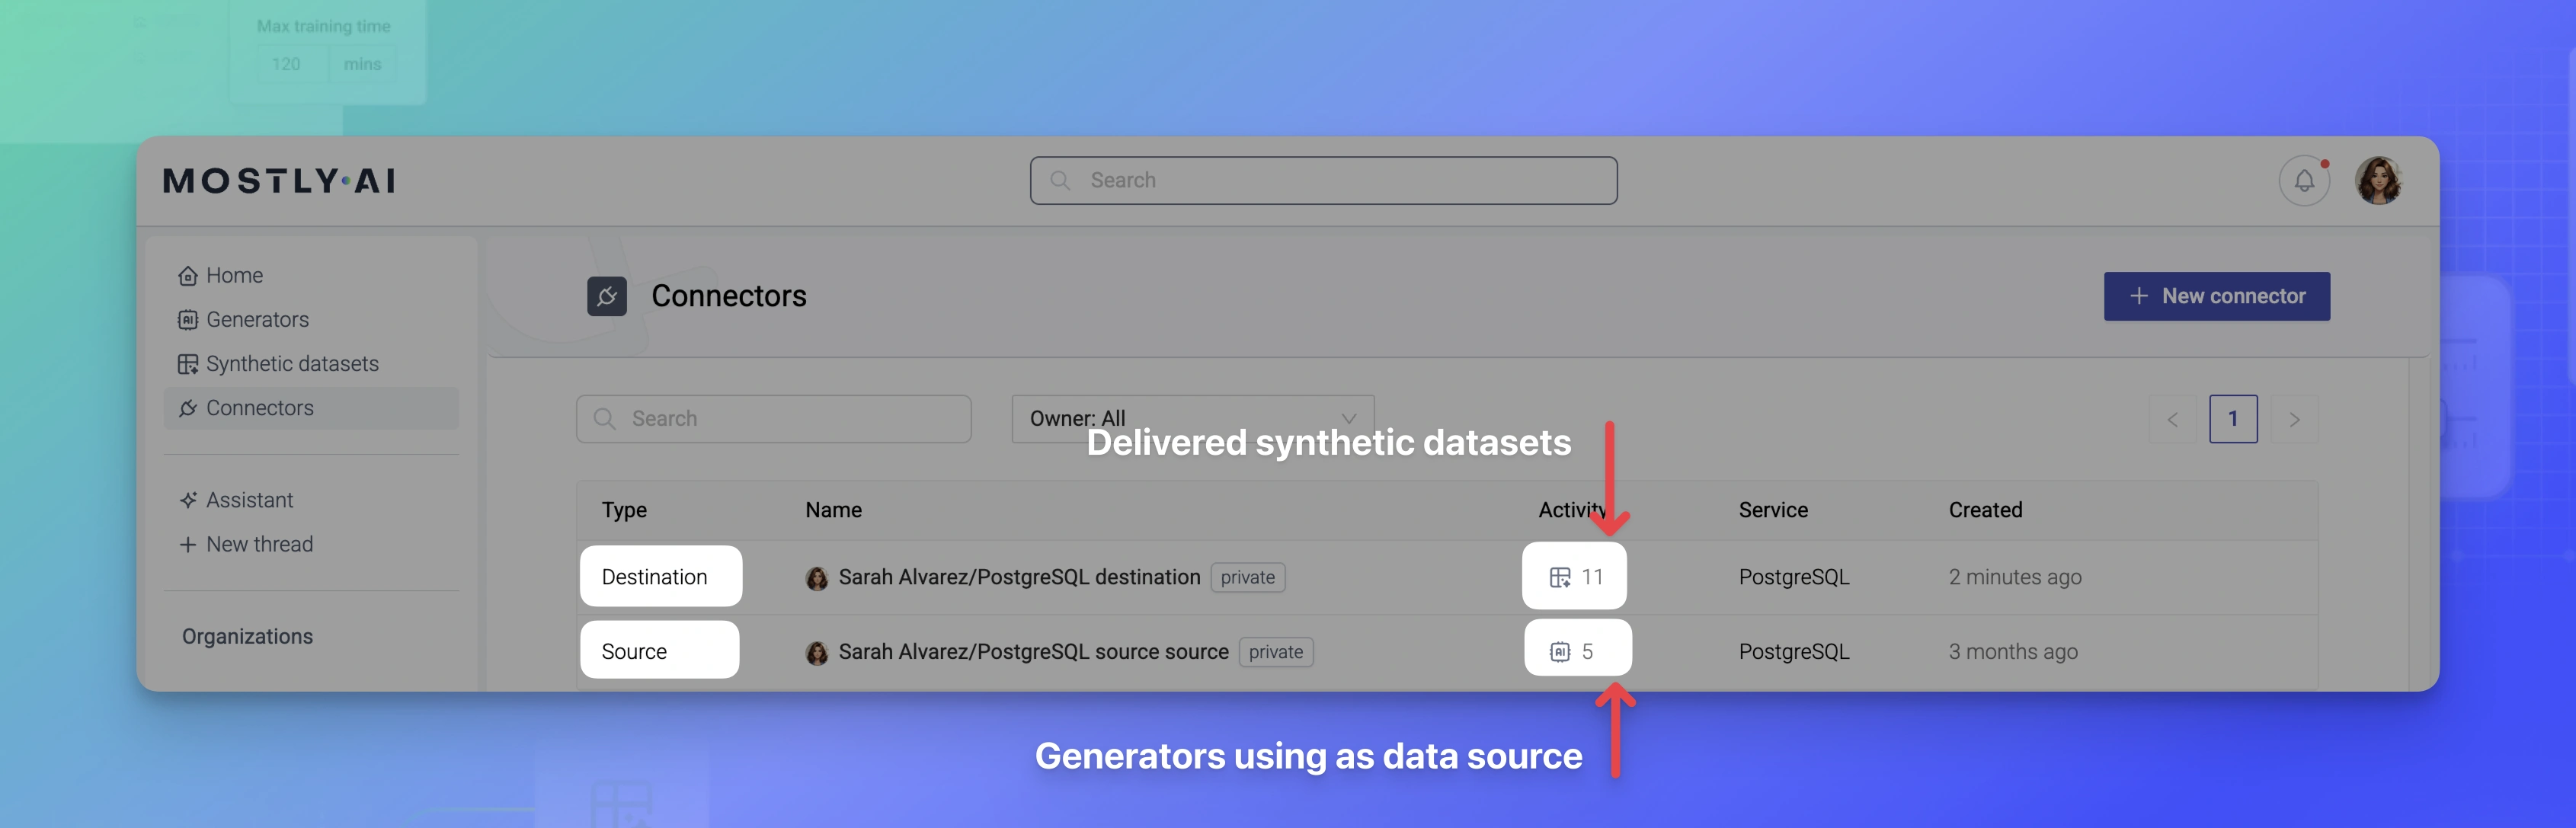 Max training time
120 mins
MOSTLY·AI
Search
Home
Generators
Synthetic datasets
Connectors
Assistant
New thread
Organizations
Connectors
+ New connector
Search
Owner: All
< 1 >
Delivered synthetic datasets
Type Name Activity Service Created
Destination Sarah Alvarez/PostgreSQL destination private 11 PostgreSQL 2 minutes ago
Source Sarah Alvarez/PostgreSQL source source private AI 5 PostgreSQL 3 months ago
Generators using as data source